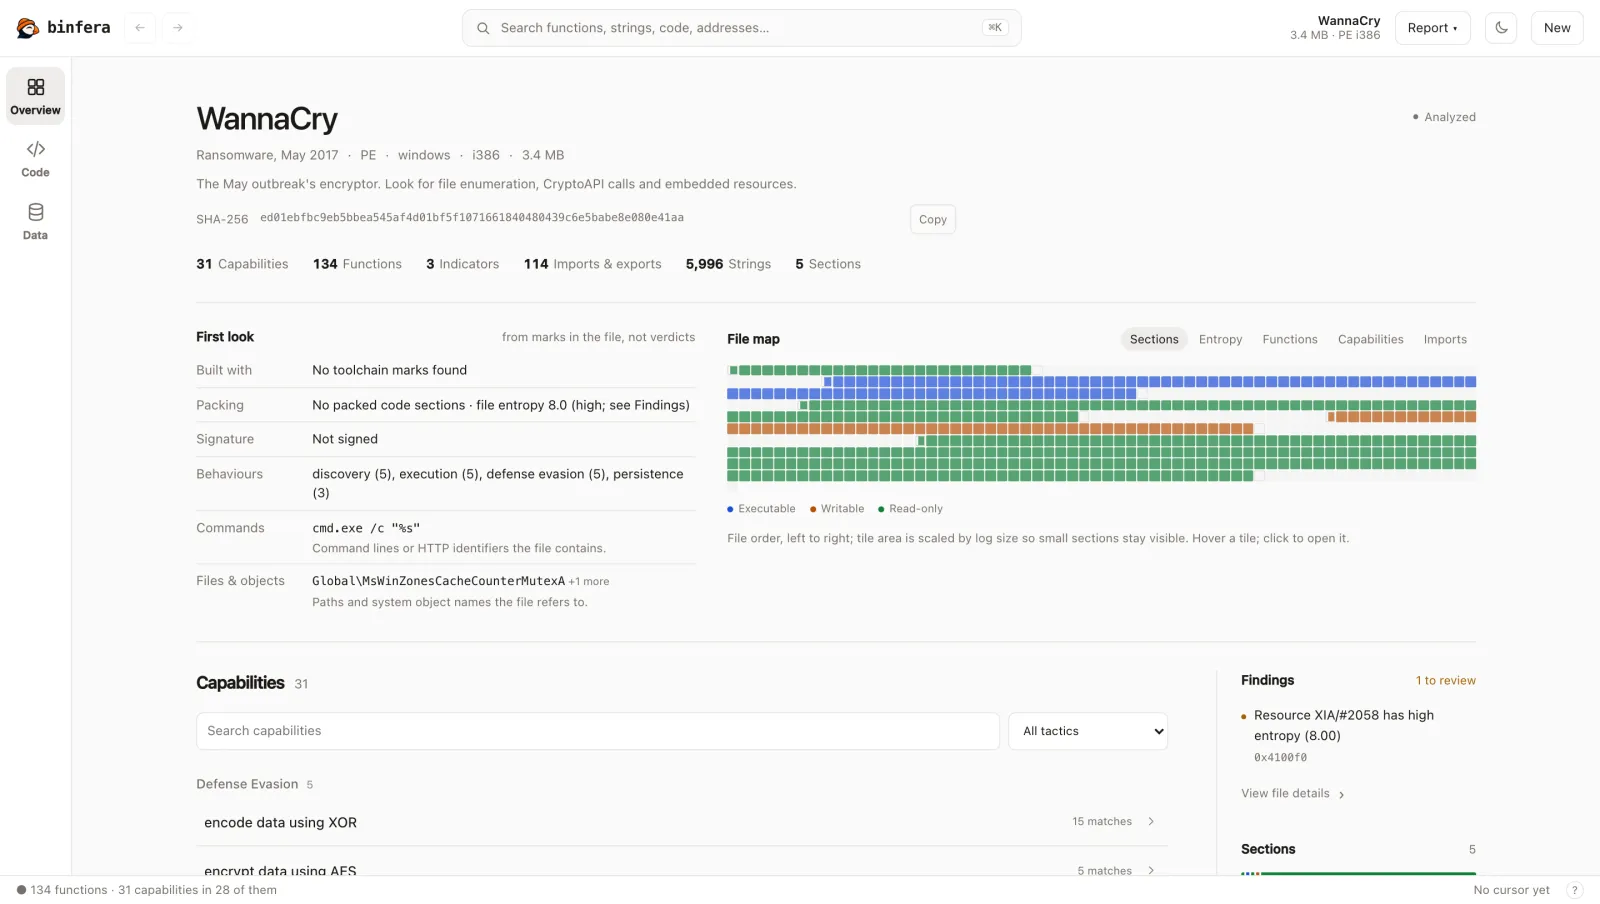 binfera
← →
Search functions, strings, code, addresses... ⌘K
WannaCry
3.4 MB · PE i386
Report ▾
New
Overview
Code
Data
WannaCry
Analyzed
Ransomware, May 2017 · PE · windows · i386 · 3.4 MB
The May outbreak's encryptor. Look for file enumeration, CryptoAPI calls and embedded resources.
SHA-256 ed01ebfbc9eb5bbea545af4d01bf5f1071661840480439c6e5babe8e080e41aa Copy
31 Capabilities 134 Functions 3 Indicators 114 Imports & exports 5,996 Strings 5 Sections
First look from marks in the file, not verdicts
Built with No toolchain marks found
Packing No packed code sections · file entropy 8.0 (high; see Findings)
Signature Not signed
Behaviours discovery (5), execution (5), defense evasion (5), persistence
(3)
Commands cmd.exe /c "%s"
Command lines or HTTP identifiers the file contains.
Files & objects Global\MsWinZonesCacheCounterMutexA +1 more
Paths and system object names the file refers to.
File map Sections Entropy Functions Capabilities Imports
Executable Writable Read-only
File order, left to right; tile area is scaled by log size so small sections stay visible. Hover a tile; click to open it.
Capabilities 31
Search capabilities All tactics
Defense Evasion 5
encode data using XOR 15 matches
encrypt data using AES 5 matches
Findings 1 to review
Resource XIA/#2058 has high
entropy (8.00)
0x4100f0
View file details
Sections 5
134 functions · 31 capabilities in 28 of them
No cursor yet ?